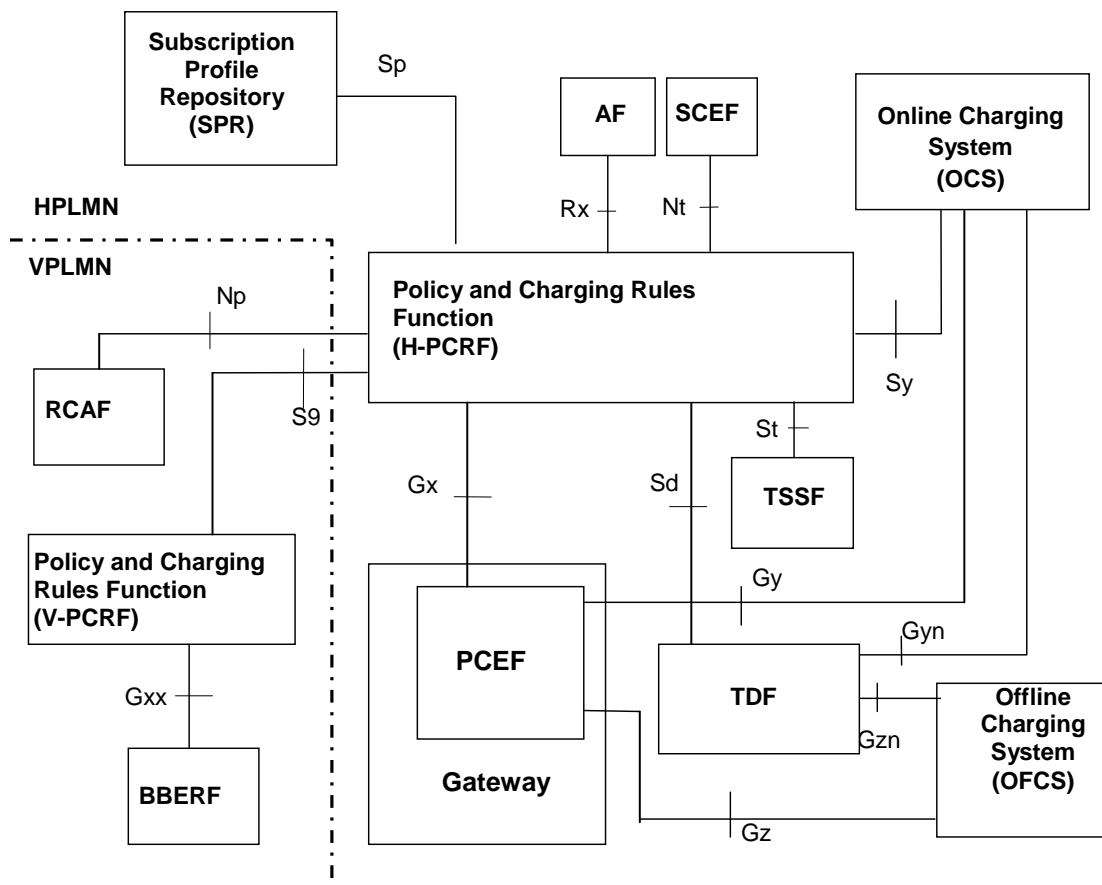 Subscription
Profile
Repository
(SPR)
Sp
AF
SCEF
Online Charging
System
(OCS)
HPLMN
Rx
Nt
VPLMN
Np
Policy and Charging Rules
Function
(H-PCRF)
Sy
RCAF
S9
St
Gx
Sd
TSSF
Policy and Charging
Rules Function
(V-PCRF)
Gy
Gyn
PCEF
TDF
Gxx
Offline
Charging
System
(OFCS)
Gzn
Gateway
BBERF
Gz